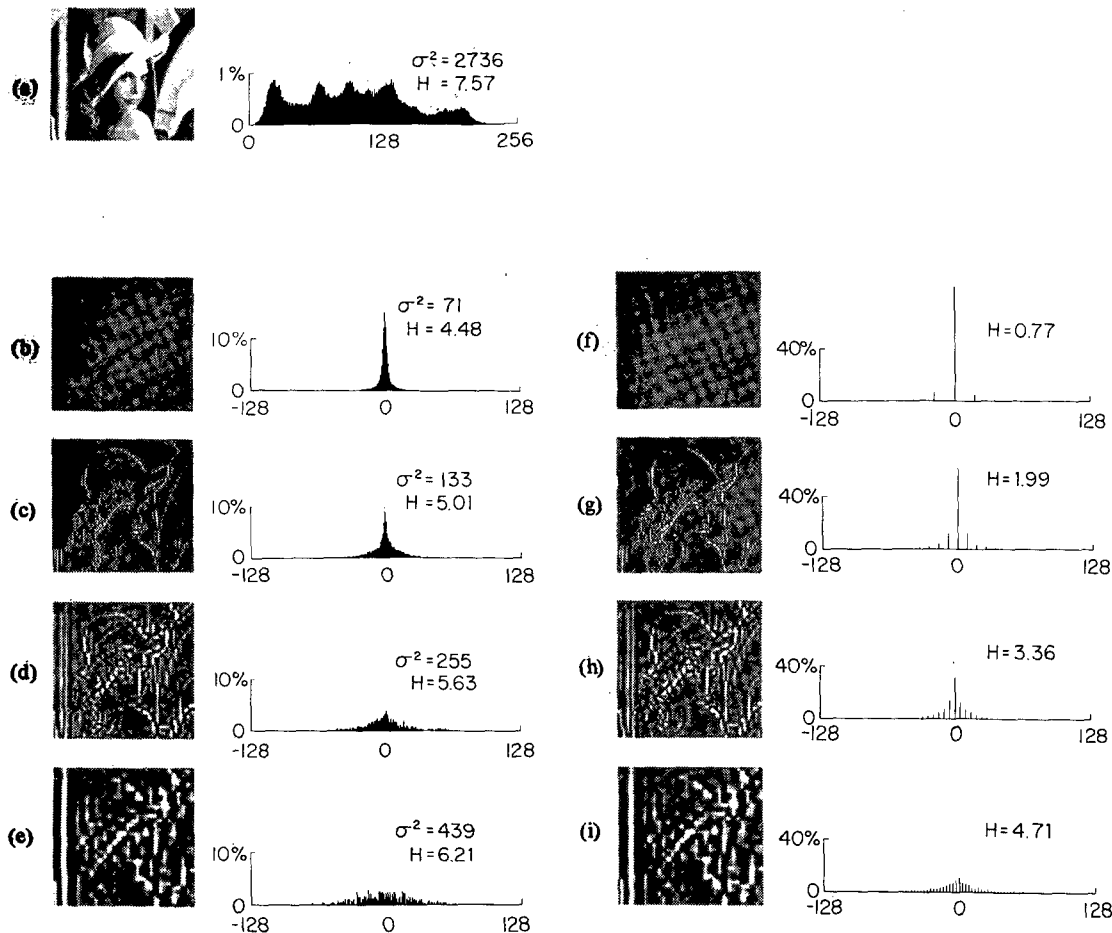 (a)
1%
0
σ² = 2736
H = 7.57
0 128 256
(b)
10%
0
σ² = 71
H = 4.48
-128 0 128
(f)
40%
0
H=0.77
-128 0 128
(c)
10%
0
σ² = 133
H = 5.01
-128 0 128
(g)
40%
0
H=1.99
-128 0 128
(d)
10%
0
σ² = 255
H=5.63
-128 0 128
(h)
40%
0
H=3.36
-128 0 128
(e)
10%
0
σ² = 439
H = 6.21
-128 0 128
(i)
40%
0
H=4.71
-128 0 128